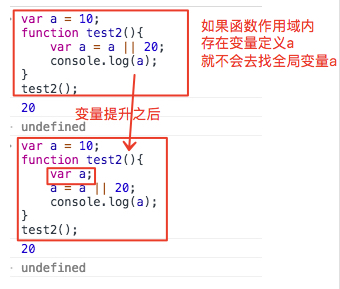 var a = 10;
function test2(){
    var a = a || 20;
    console.log(a);
}
test2();
20
undefined
如果函数作用域内
存在变量定义a
就不会去找全局变量a
变量提升之后
var a = 10;
function test2(){
    var a;
    a = a || 20;
    console.log(a);
}
test2();
20
undefined